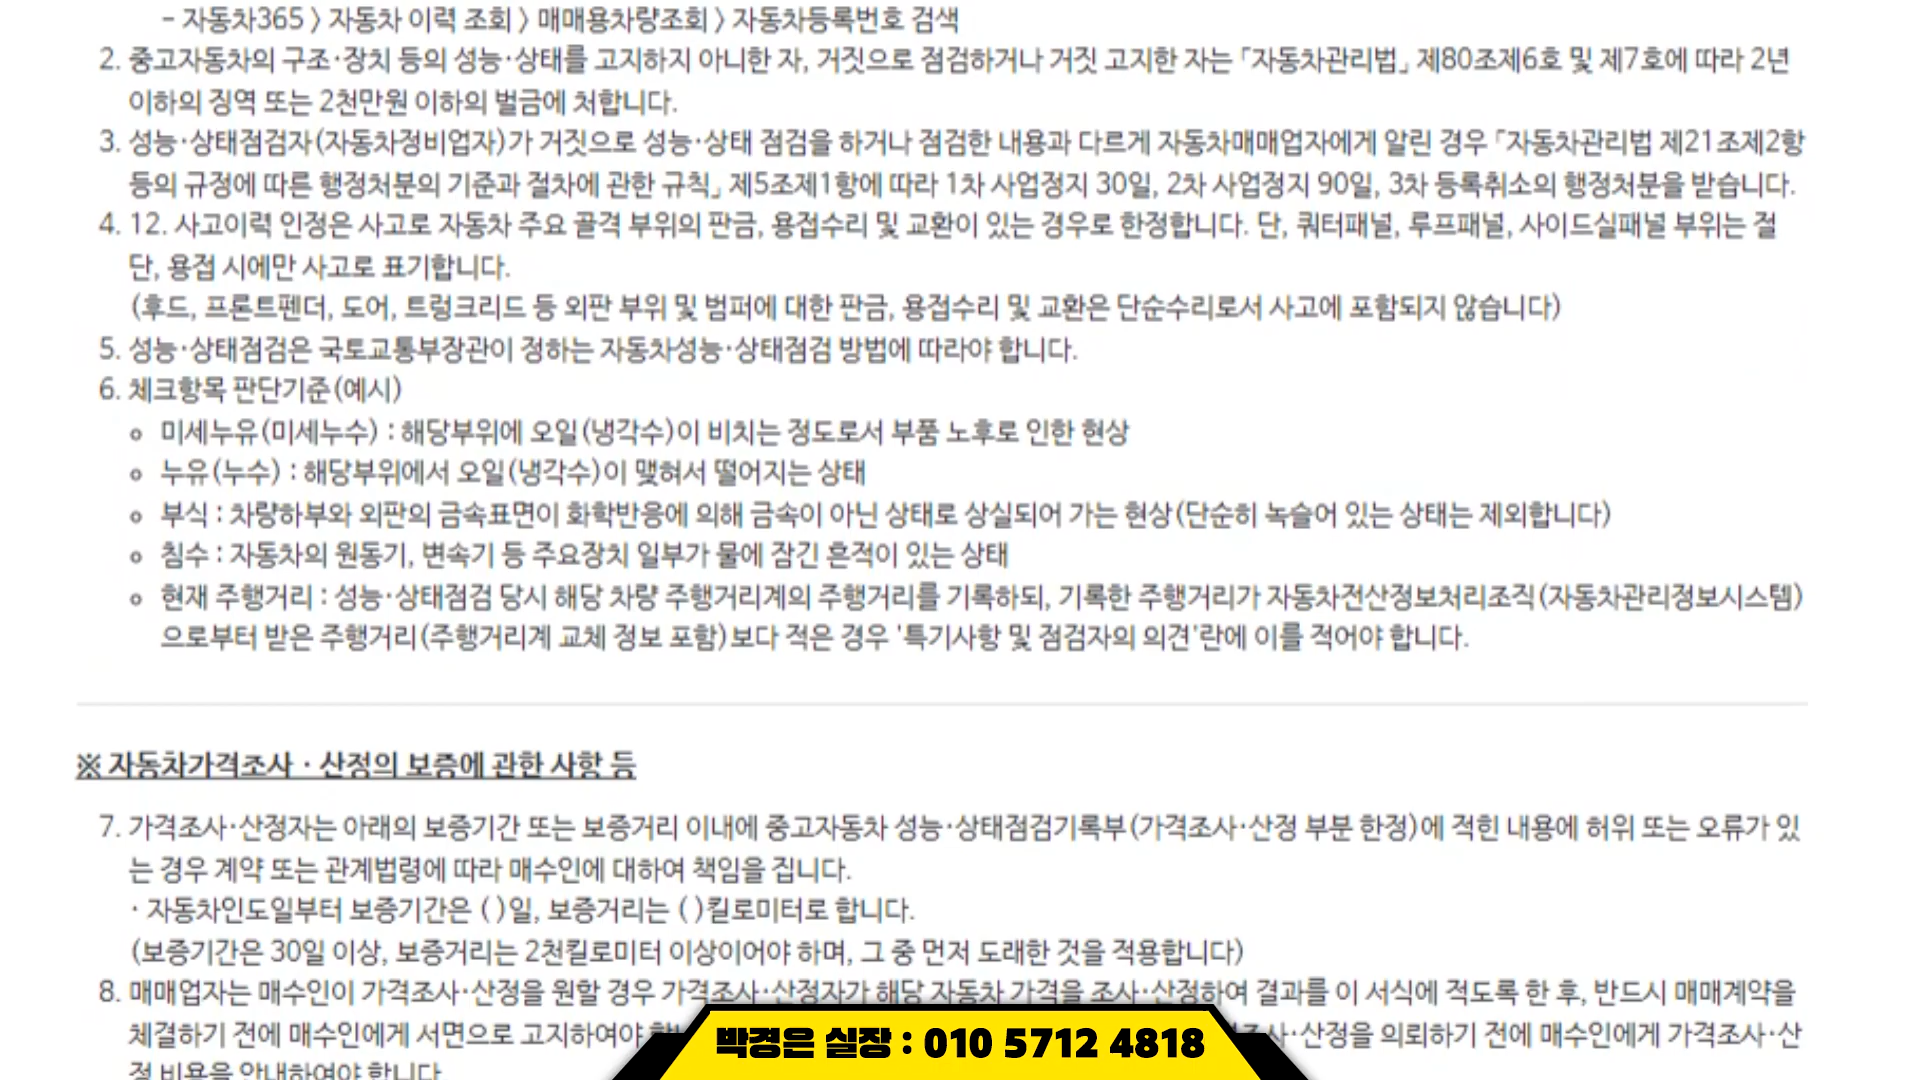 - 자동차365 > 자동차 이력 조회 > 매매용차량조회 > 자동차등록번호 검색
2. 중고자동차의 구조·장치 등의 성능·상태를 고지하지 아니한 자, 거짓으로 점검하거나 거짓 고지한 자는 「자동차관리법」 제80조제6호 및 제7호에 따라 2년
이하의 징역 또는 2천만원 이하의 벌금에 처합니다.
3. 성능·상태점검자(자동차정비업자)가 거짓으로 성능·상태 점검을 하거나 점검한 내용과 다르게 자동차매매업자에게 알린 경우 「자동차관리법 제21조제2항
등의 규정에 따른 행정처분의 기준과 절차에 관한 규칙」 제5조제1항에 따라 1차 사업정지 30일, 2차 사업정지 90일, 3차 등록취소의 행정처분을 받습니다.
4. 12. 사고이력 인정은 사고로 자동차 주요 골격 부위의 판금, 용접수리 및 교환이 있는 경우로 한정합니다. 단, 쿼터패널, 루프패널, 사이드실패널 부위는 절
단, 용접 시에만 사고로 표기합니다.
(후드, 프론트펜더, 도어, 트렁크리드 등 외판 부위 및 범퍼에 대한 판금, 용접수리 및 교환은 단순수리로서 사고에 포함되지 않습니다)
5. 성능·상태점검은 국토교통부장관이 정하는 자동차성능·상태점검 방법에 따라야 합니다.
6. 체크항목 판단기준(예시)
∘ 미세누유(미세누수) : 해당부위에 오일(냉각수)이 비치는 정도로서 부품 노후로 인한 현상
∘ 누유(누수) : 해당부위에서 오일(냉각수)이 맺혀서 떨어지는 상태
∘ 부식 : 차량하부와 외판의 금속표면이 화학반응에 의해 금속이 아닌 상태로 상실되어 가는 현상(단순히 녹슬어 있는 상태는 제외합니다)
∘ 침수 : 자동차의 원동기, 변속기 등 주요장치 일부가 물에 잠긴 흔적이 있는 상태
∘ 현재 주행거리 : 성능·상태점검 당시 해당 차량 주행거리계의 주행거리를 기록하되, 기록한 주행거리가 자동차전산정보처리조직(자동차관리정보시스템)
으로부터 받은 주행거리(주행거리계 교체 정보 포함)보다 적은 경우 '특기사항 및 점검자의 의견'란에 이를 적어야 합니다.
※ 자동차가격조사 · 산정의 보증에 관한 사항 등
7. 가격조사·산정자는 아래의 보증기간 또는 보증거리 이내에 중고자동차 성능·상태점검기록부(가격조사·산정 부분 한정)에 적힌 내용에 허위 또는 오류가 있
는 경우 계약 또는 관계법령에 따라 매수인에 대하여 책임을 집니다.
· 자동차인도일부터 보증기간은 ( )일, 보증거리는 ( )킬로미터로 합니다.
(보증기간은 30일 이상, 보증거리는 2천킬로미터 이상이어야 하며, 그 중 먼저 도래한 것을 적용합니다)
8. 매매업자는 매수인이 가격조사·산정을 원할 경우 가격조사·산정자가 해당 자동차 가격을 조사·산정하여 결과를 이 서식에 적도록 한 후, 반드시 매매계약을
체결하기 전에 매수인에게 서면으로 고지하여야 조사·산정을 의뢰하기 전에 매수인에게 가격조사·산
정 비용을 안내하여야 합니다.
박경은 실장 : 010 5712 4818